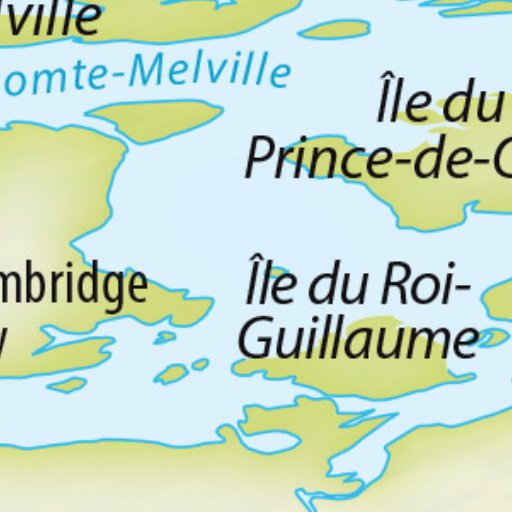 lville
omte-Melville
Île du
Prince-de-G
mbridge
y
Île du Roi-
Guillaume